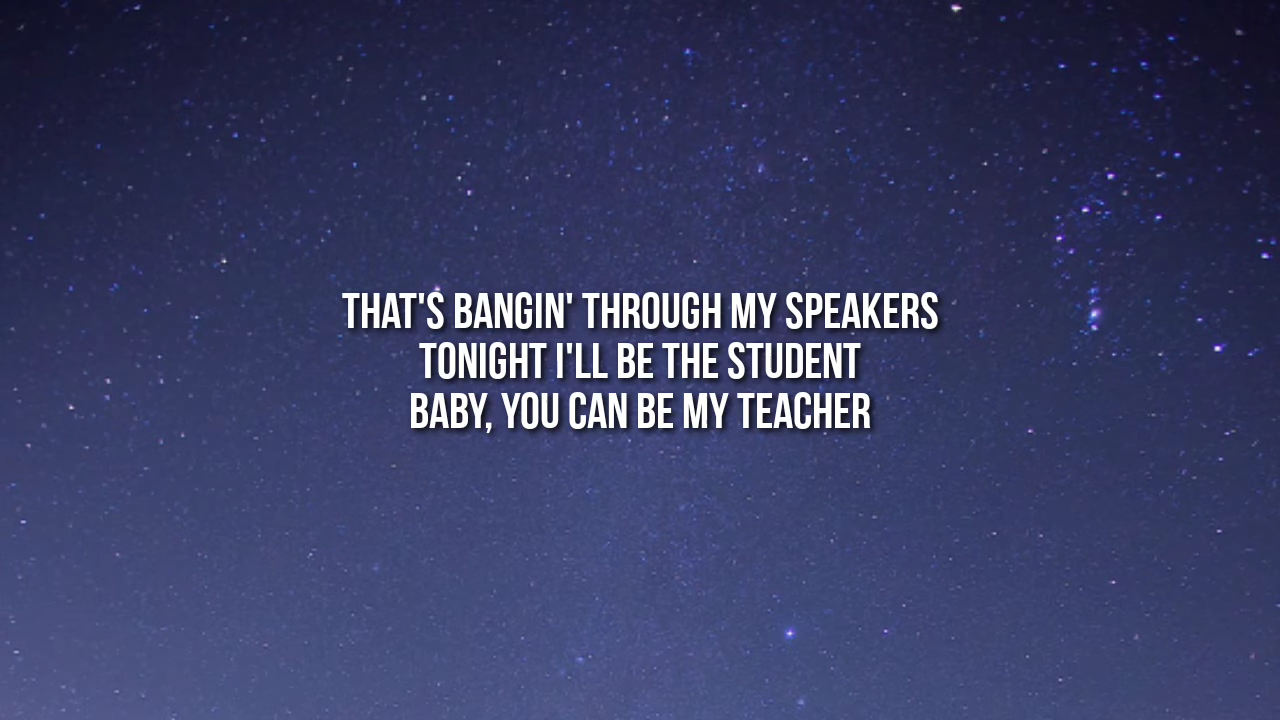 THAT'S BANGIN' THROUGH MY SPEAKERS
TONIGHT I'LL BE THE STUDENT
BABY, YOU CAN BE MY TEACHER